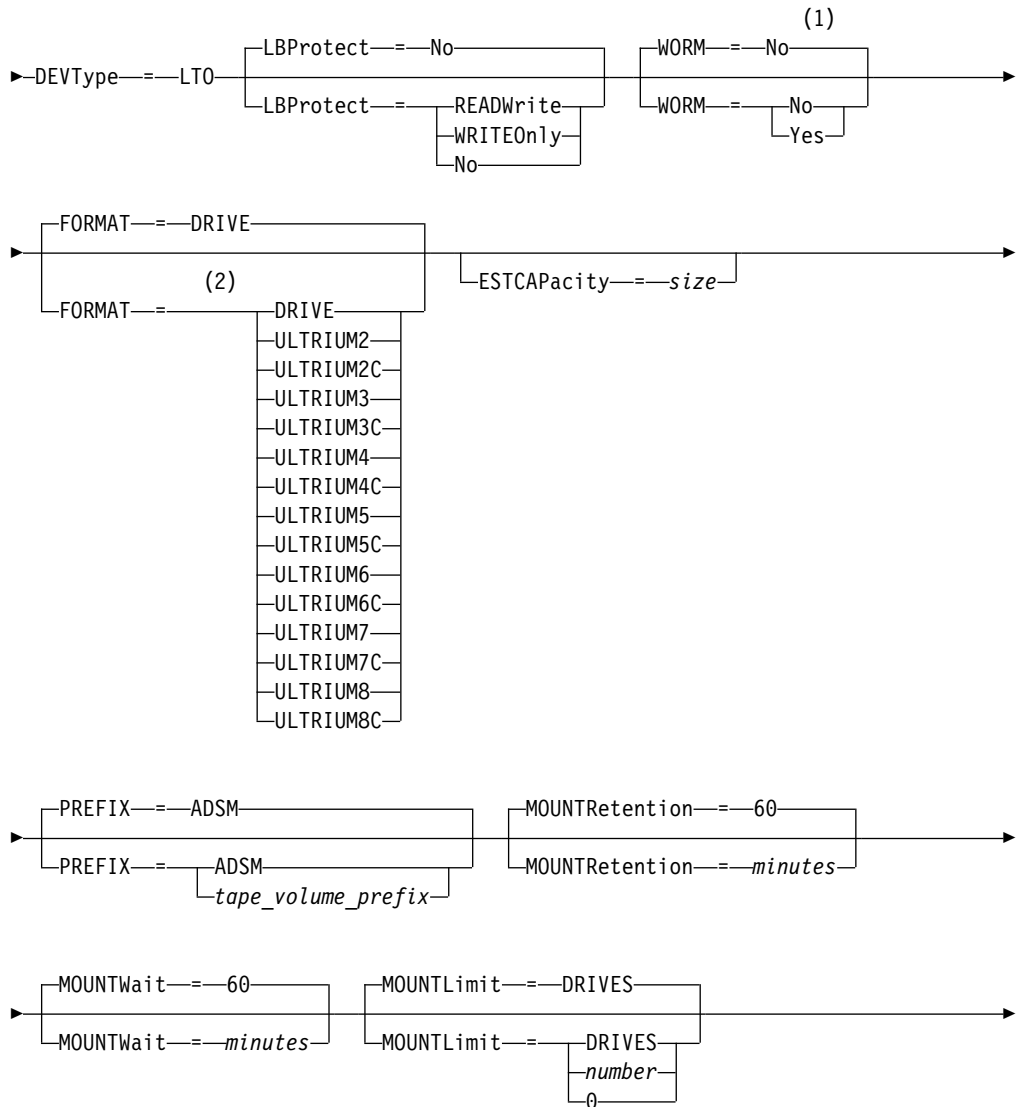 (1)
LBProtect = No WORM = No
DEVType = LTO
LBProtect = READWrite WORM = No
WRITEOnly Yes
No
FORMAT = DRIVE
ESTCAPacity = size
(2)
FORMAT = DRIVE
ULTRIUM2
ULTRIUM2C
ULTRIUM3
ULTRIUM3C
ULTRIUM4
ULTRIUM4C
ULTRIUM5
ULTRIUM5C
ULTRIUM6
ULTRIUM6C
ULTRIUM7
ULTRIUM7C
ULTRIUM8
ULTRIUM8C
PREFIX = ADSM MOUNTRetention = 60
PREFIX = ADSM MOUNTRetention = minutes
tape_volume_prefix
MOUNTWait = 60 MOUNTLimit = DRIVES
MOUNTWait = minutes MOUNTLimit = DRIVES
number
0